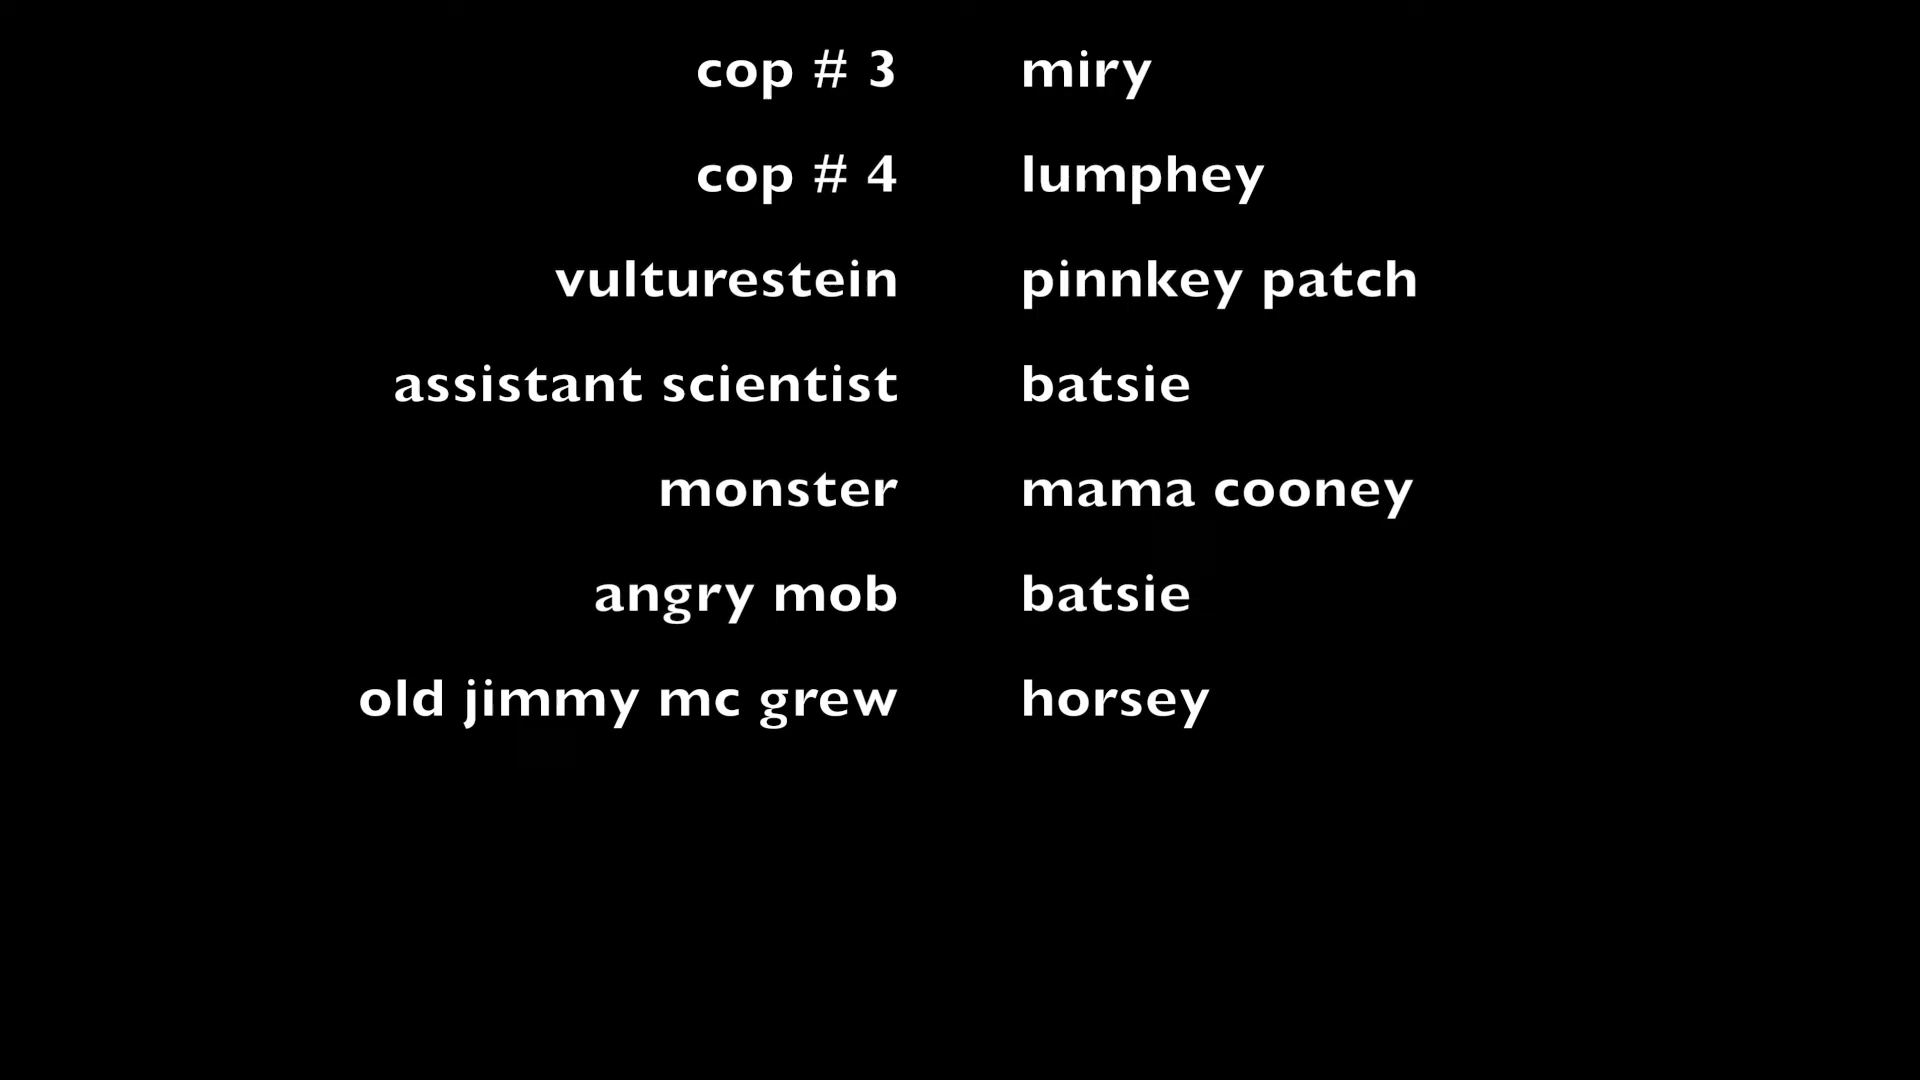 cop # 3 miry
cop # 4 lumphey
vulturestein pinnkey patch
assistant scientist batsie
monster mama cooney
angry mob batsie
old jimmy mc grew horsey